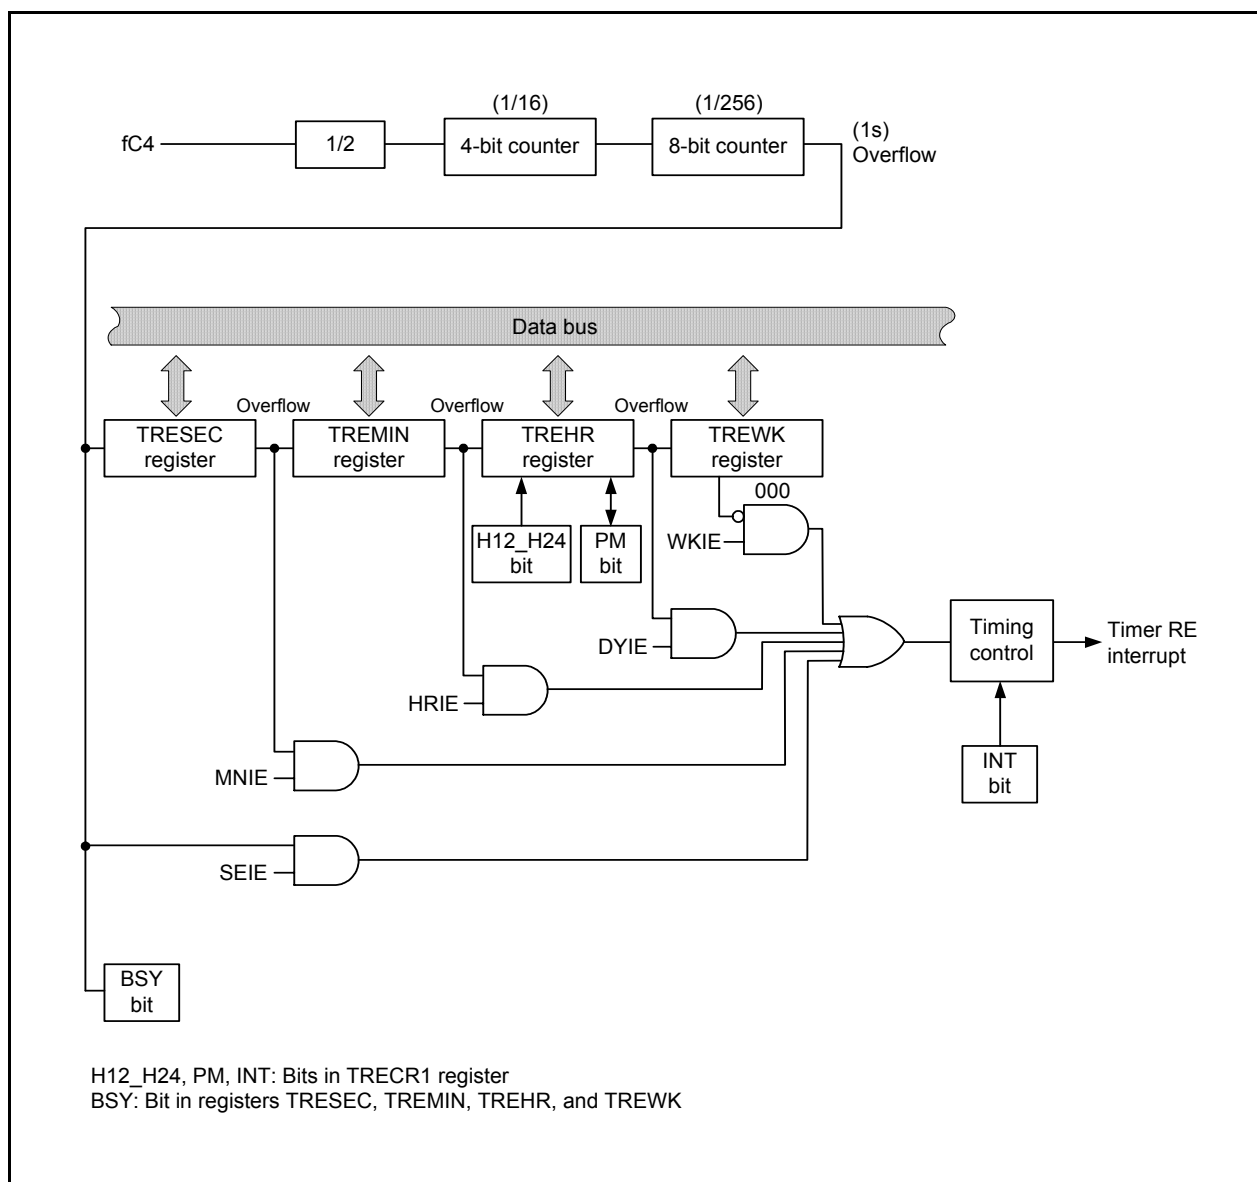 (1/16)
(1/256)
fC4
1/2
4-bit counter
8-bit counter
(1s)
Overflow
Data bus
Overflow
Overflow
Overflow
TRESEC
register
TREMIN
register
TREHR
register
TREWK
register
000
H12_H24
bit
PM
bit
WKIE
DYIE
HRIE
MNIE
SEIE
Timing
control
Timer RE
interrupt
INT
bit
BSY
bit
H12_H24, PM, INT: Bits in TRECR1 register
BSY: Bit in registers TRESEC, TREMIN, TREHR, and TREWK